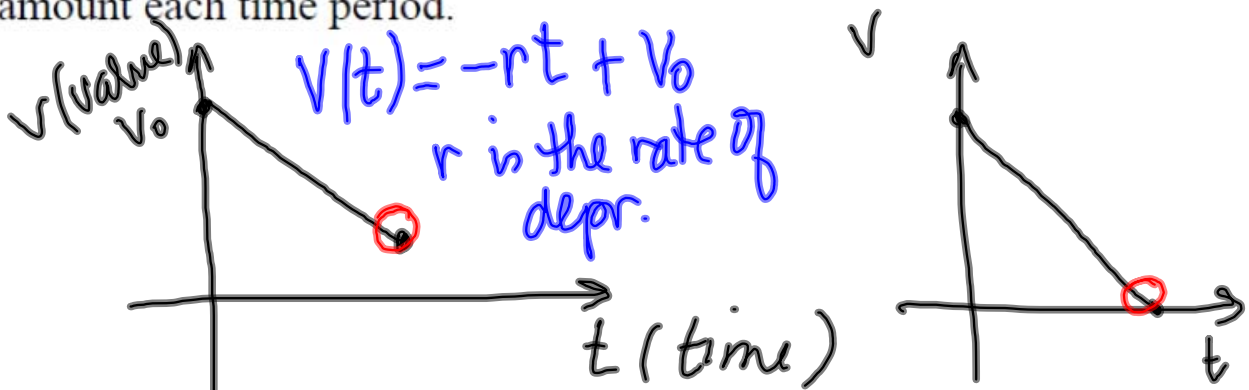 amount each time period.
V(value)
V₀
V(t) = -rt + V₀
r is the rate of
depr.
t (time)
V
t